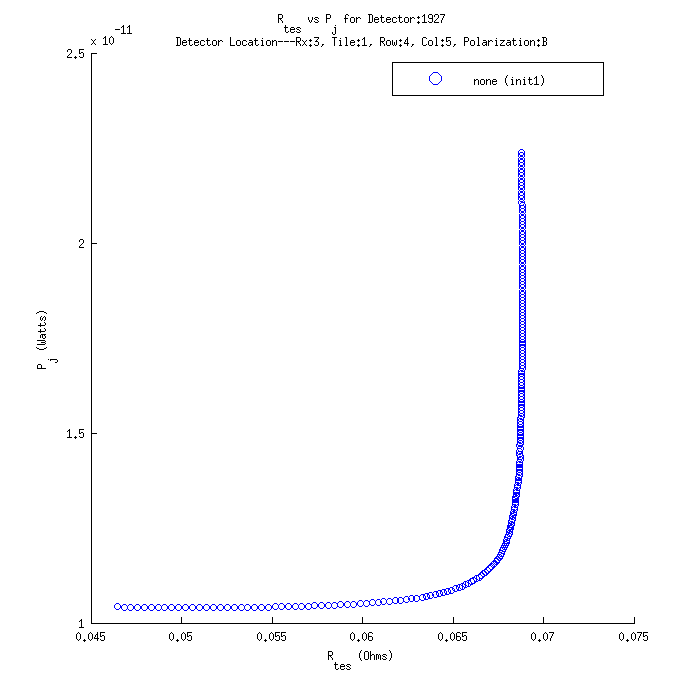 R_tes vs P_j for Detector:1927
Detector Location---Rx:3, Tile:1, Row:4, Col:5, Polarization:B
x 10^-11
none (init1)
2.5
2
1.5
1
P_j (Watts)
0.045 0.05 0.055 0.06 0.065 0.07 0.075
R_tes (Ohms)